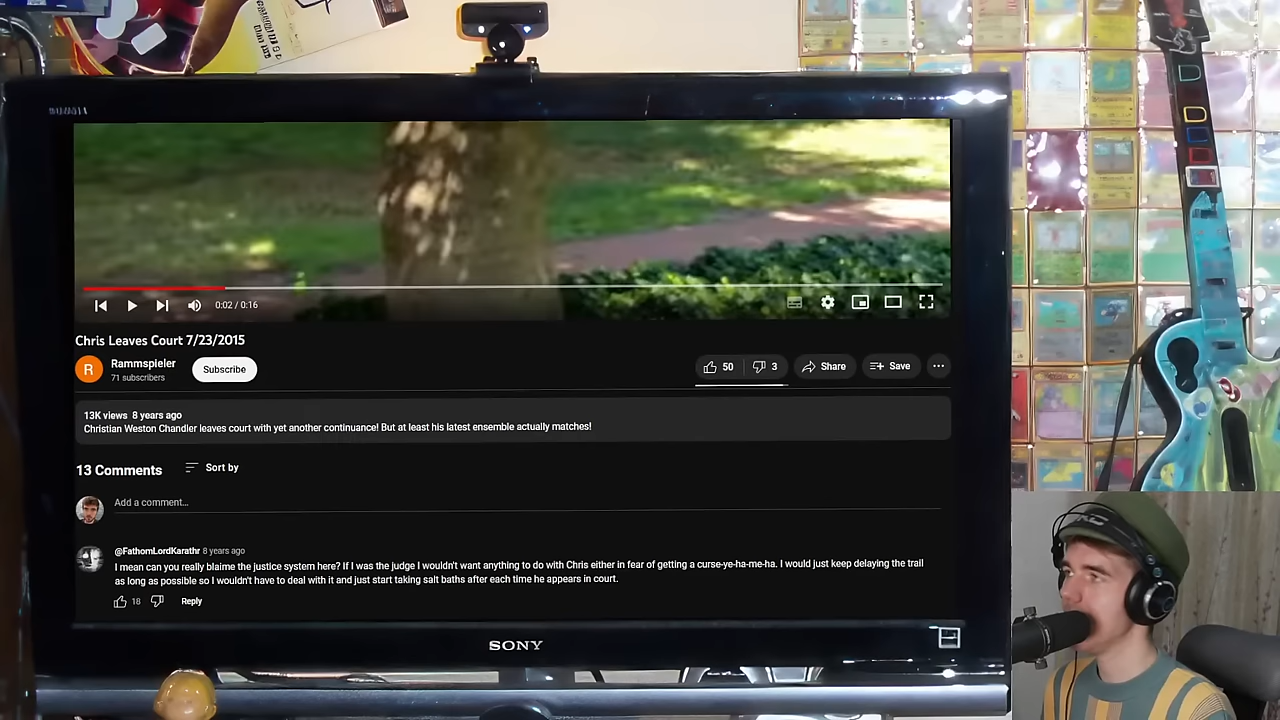 0:02 / 0:16
Chris Leaves Court 7/23/2015
R
Rammspieler
71 subscribers
Subscribe
50
3
Share
Save
13K views 8 years ago
Christian Weston Chandler leaves court with yet another continuance! But at least his latest ensemble actually matches!
13 Comments
Sort by
Add a comment...
@FathomLordKarathr 8 years ago
I mean can you really blaime the justice system here? If I was the judge I wouldn't want anything to do with Chris either in fear of getting a curse-ye-ha-me-ha. I would just keep delaying the trail
as long as possible so I wouldn't have to deal with it and just start taking salt baths after each time he appears in court.
18
Reply
SONY